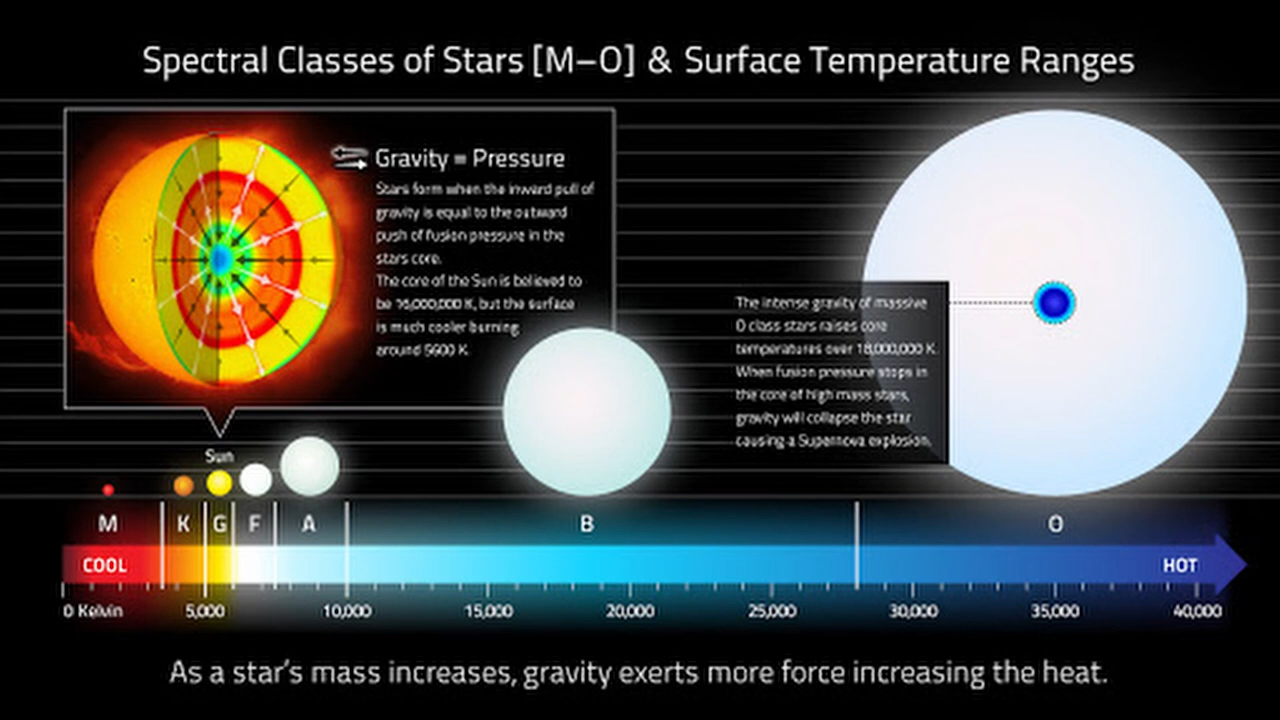 Spectral Classes of Stars [M–O] & Surface Temperature Ranges
Gravity = Pressure
Stars form when the inward pull of
gravity is equal to the outward
push of fusion pressure in the
stars core.
The core of the Sun is believed to
be 16,000,000 K, but the surface
is much cooler burning
around 5600 K.
The intense gravity of massive
O class stars raises core
temperatures over 18,000,000 K.
When fusion pressure stops in
the core of high mass stars,
gravity will collapse the star
causing a Supernova explosion.
Sun
M K G F A B O
COOL HOT
0 Kelvin 5,000 10,000 15,000 20,000 25,000 30,000 35,000 40,000
As a star's mass increases, gravity exerts more force increasing the heat.